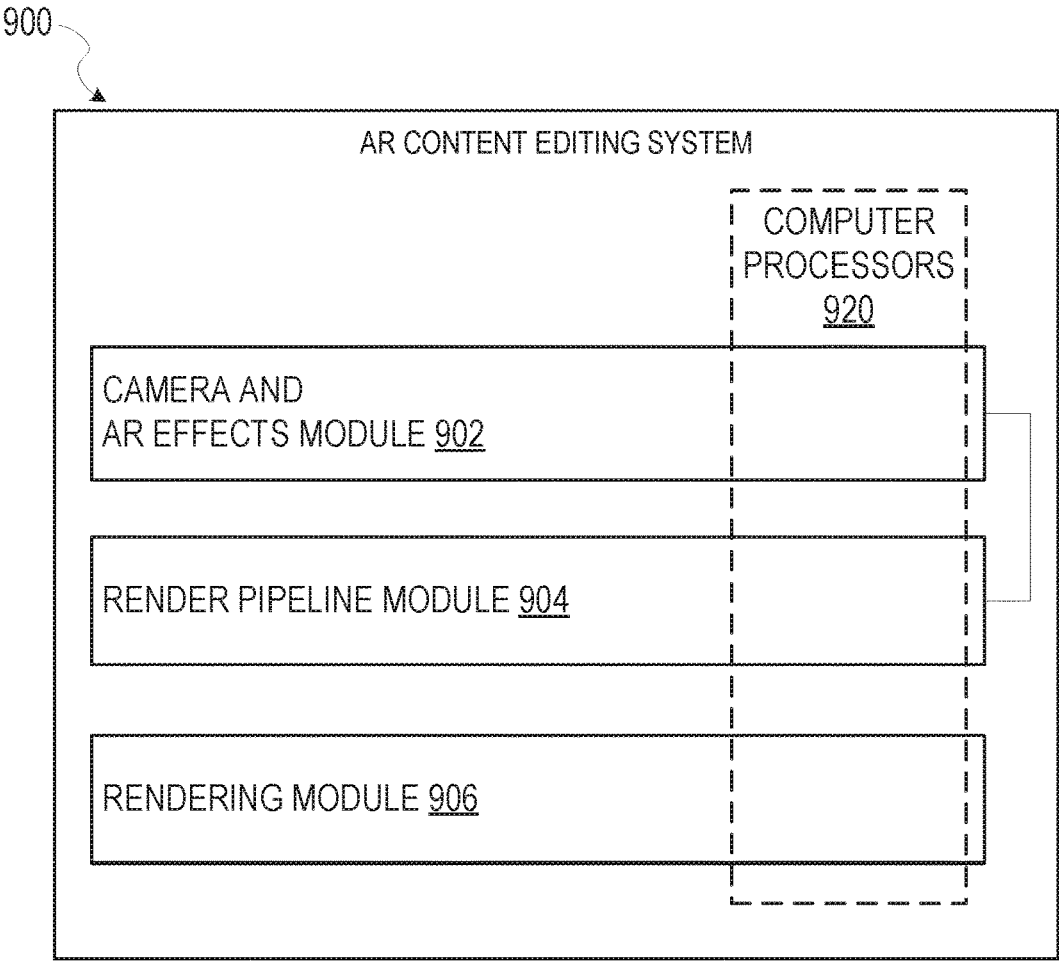 900
AR CONTENT EDITING SYSTEM
COMPUTER
PROCESSORS
920
CAMERA AND
AR EFFECTS MODULE 902
RENDER PIPELINE MODULE 904
RENDERING MODULE 906